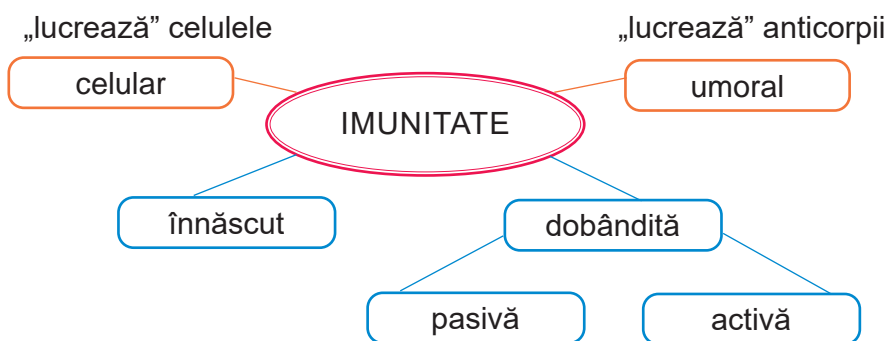 „lucrează” celulele
„lucrează” anticorpii
celular
umoral
IMUNITATE
înnăscut
dobândită
pasivă
activă